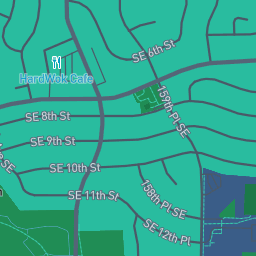 SE 6th St
HardWok Cafe
159th Pl SE
SE 8th St
SE 9th St
SE 10th St
SE 11th St
158th Pl SE
SE 12th Pl